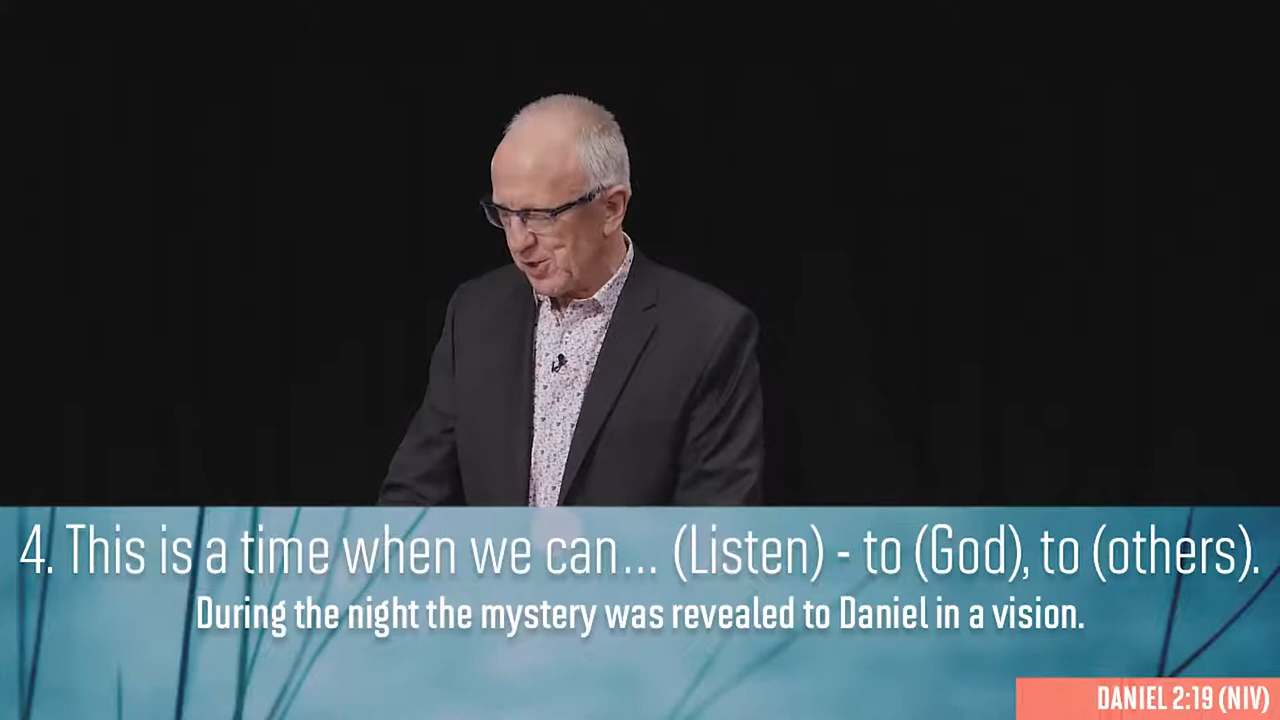 4. This is a time when we can... (Listen) - to (God), to (others).
During the night the mystery was revealed to Daniel in a vision.
DANIEL 2:19 (NIV)